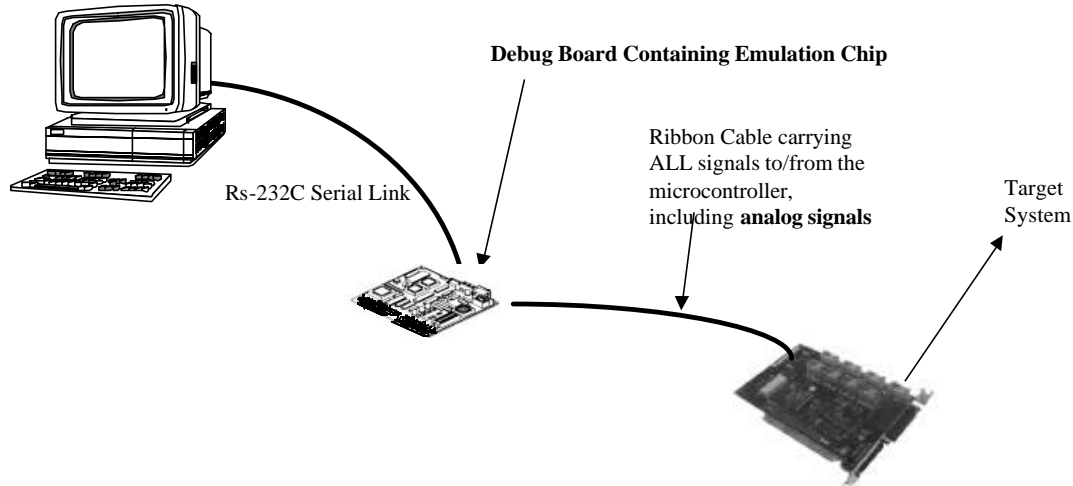 Debug Board Containing Emulation Chip
Ribbon Cable carrying
ALL signals to/from the
microcontroller,
including analog signals
Target
System
Rs-232C Serial Link